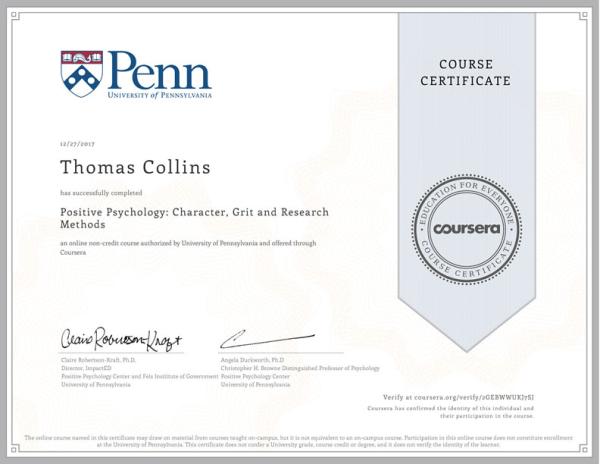 Penn
UNIVERSITY of PENNSYLVANIA
COURSE
CERTIFICATE
12/27/2017
Thomas Collins
has successfully completed
Positive Psychology: Character, Grit and Research
Methods
an online non-credit course authorized by University of Pennsylvania and offered through
Coursera
EDUCATION FOR EVERYONE
coursera
COURSE CERTIFICATE
Claire Robertson-Kraft
Claire Robertson-Kraft, Ph.D.
Director, ImpactED
Positive Psychology Center and Fels Institute of Government
University of Pennsylvania
Angela Duckworth, Ph.D
Christopher H. Browne Distinguished Professor of Psychology
Positive Psychology Center
University of Pennsylvania
Verify at coursera.org/verify/2GEBWWUKJ7SJ
Coursera has confirmed the identity of this individual and
their participation in the course.
The online course named in this certificate may draw on material from courses taught on-campus, but it is not equivalent to an on-campus course. Participation in this online course does not constitute enrollment
at the University of Pennsylvania. This certificate does not confer a University grade, course credit or degree, and it does not verify the identity of the learner.